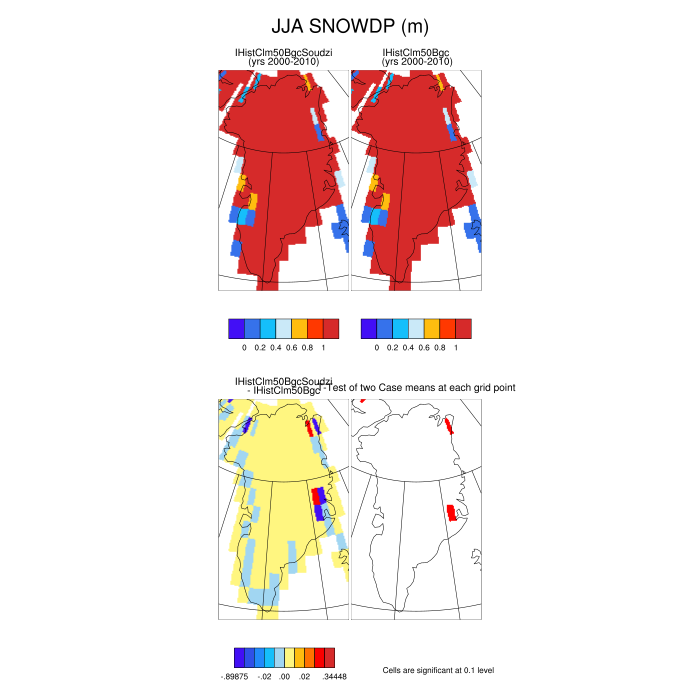 JJA SNOWDP (m)
IHistClm50BgcSoudzi
(yrs 2000-2010)
IHistClm50Bgc
(yrs 2000-2010)
0 0.2 0.4 0.6 0.8 1
0 0.2 0.4 0.6 0.8 1
IHistClm50BgcSoudzi
- IHistClm50Bgc
T-Test of two Case means at each grid point
-.89875 -.02 .00 .02 .34448
Cells are significant at 0.1 level